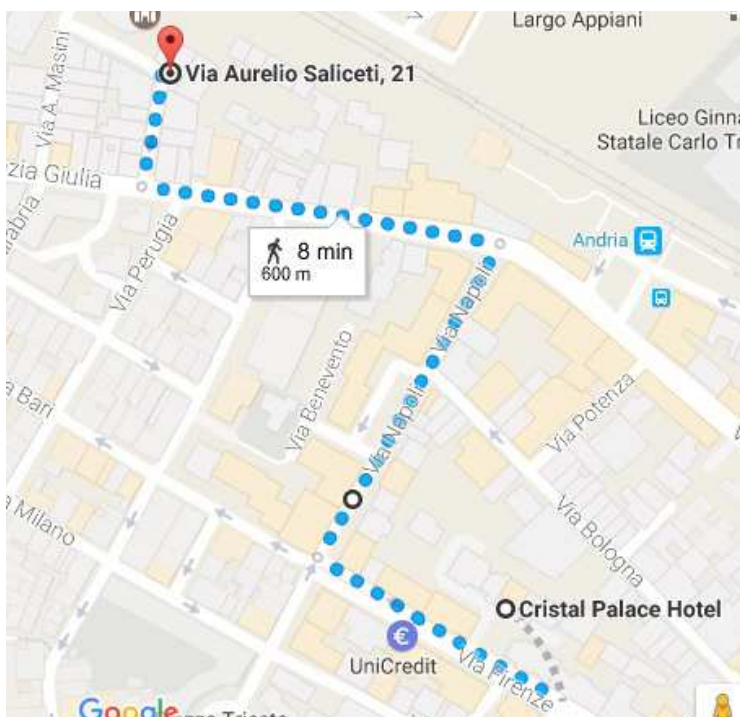 Largo Appiani
Via A. Masini
Via Aurelio Saliceti, 21
Liceo Ginna
Statale Carlo Tr
zia Giulia
alabria
Via Perugia
8 min
600 m
Andria
Via Napoli
Via Benevento
Via Napoli
Via Potenza
a Bari
Via Bologna
a Milano
Cristal Palace Hotel
€
UniCredit
Via Firenze
Google